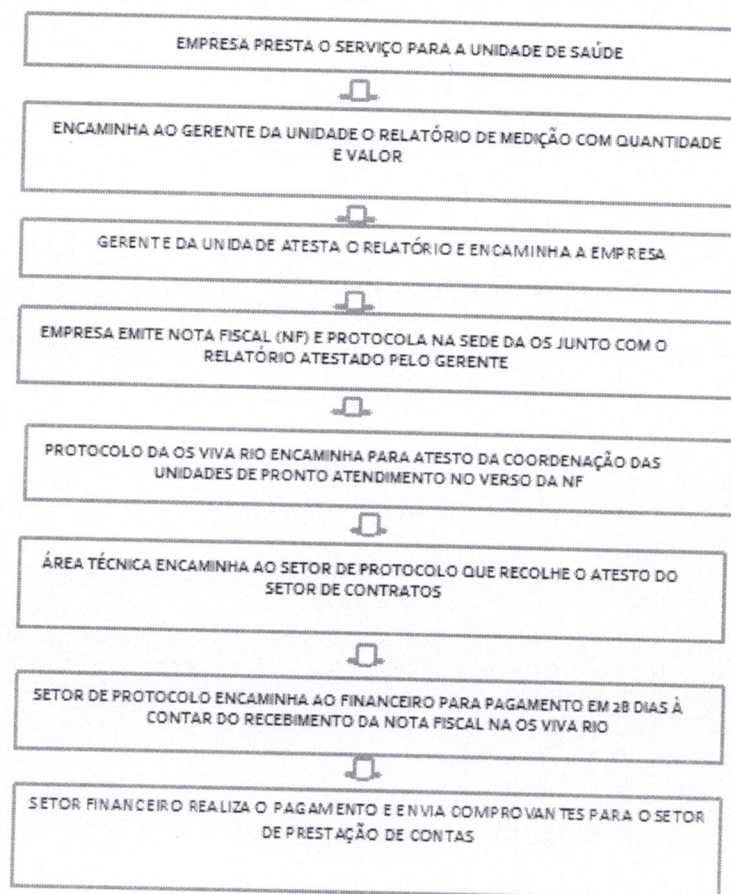 EMPRESA PRESTA O SERVIÇO PARA A UNIDADE DE SAÚDE
ENCAMINHA AO GERENTE DA UNIDADE O RELATÓRIO DE MEDIÇÃO COM QUANTIDADE
E VALOR
GERENTE DA UNIDADE ATESTA O RELATÓRIO E ENCAMINHA A EMPRESA
EMPRESA EMITE NOTA FISCAL (NF) E PROTOCOLA NA SEDE DA OS JUNTO COM O
RELATÓRIO ATESTADO PELO GERENTE
PROTOCOLO DA OS VIVA RIO ENCAMINHA PARA ATESTO DA COORDENAÇÃO DAS
UNIDADES DE PRONTO ATENDIMENTO NO VERSO DA NF
ÁREA TÉCNICA ENCAMINHA AO SETOR DE PROTOCOLO QUE RECOLHE O ATESTO DO
SETOR DE CONTRATOS
SETOR DE PROTOCOLO ENCAMINHA AO FINANCEIRO PARA PAGAMENTO EM 28 DIAS À
CONTAR DO RECEBIMENTO DA NOTA FISCAL NA OS VIVA RIO
SETOR FINANCEIRO REALIZA O PAGAMENTO E ENVIA COMPROVANTES PARA O SETOR
DE PRESTAÇÃO DE CONTAS